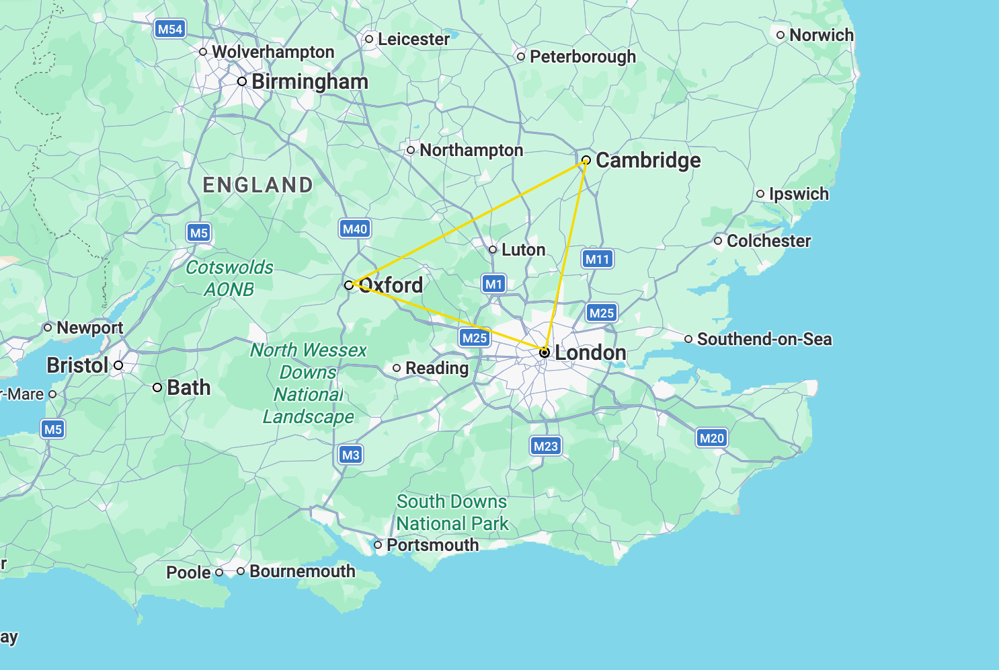 M54
Leicester
Norwich
Wolverhampton
Peterborough
Birmingham
Northampton
Cambridge
ENGLAND
Ipswich
M40
M5
Colchester
Luton
M11
Cotswolds
AONB
M1
Oxford
M25
Newport
M25
Southend-on-Sea
North Wessex
Downs
National
Landscape
London
Bristol
Reading
Bath
r-Mare
M5
M20
M23
M3
South Downs
National Park
Portsmouth
r
Poole
Bournemouth
ay